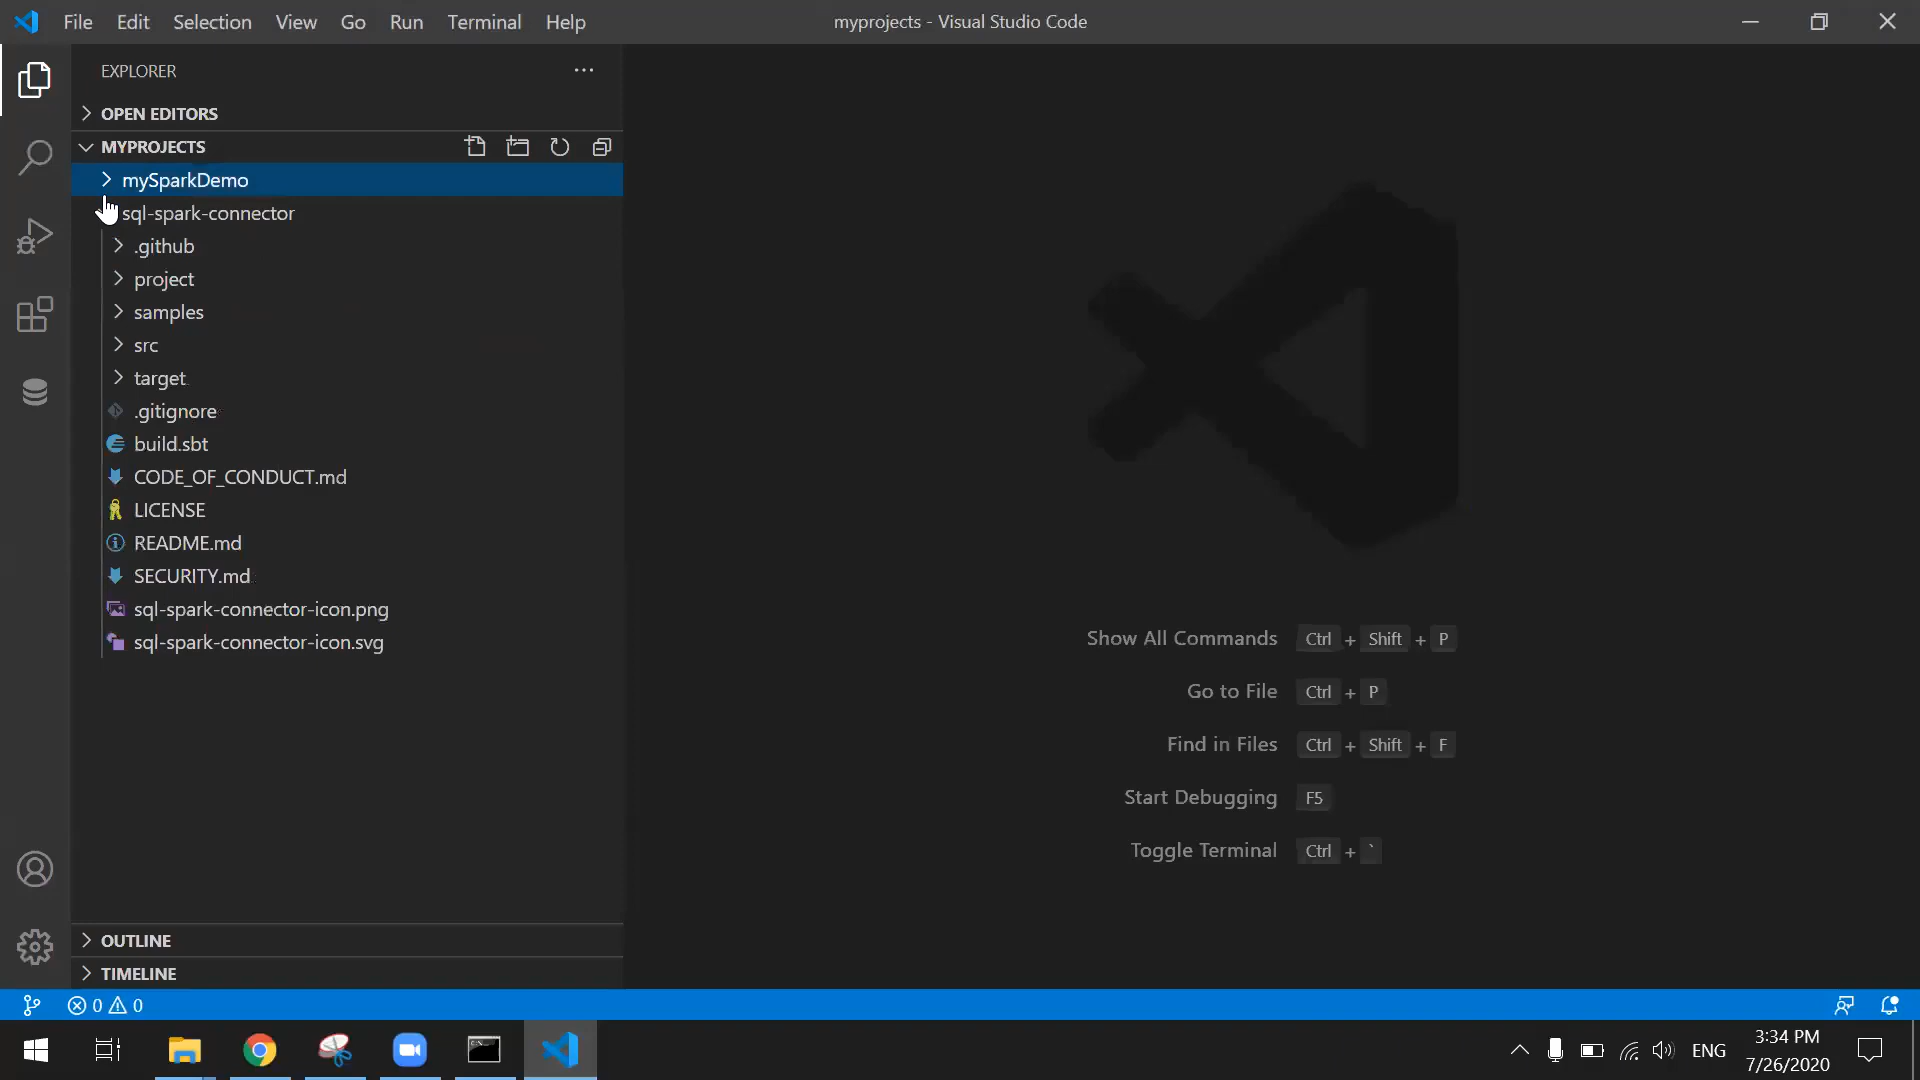 File Edit Selection View Go Run Terminal Help
myprojects - Visual Studio Code
EXPLORER
OPEN EDITORS
MYPROJECTS
mySparkDemo
sql-spark-connector
.github
project
samples
src
target
.gitignore
build.sbt
CODE_OF_CONDUCT.md
LICENSE
README.md
SECURITY.md
sql-spark-connector-icon.png
sql-spark-connector-icon.svg
Show All Commands Ctrl + Shift + P
Go to File Ctrl + P
Find in Files Ctrl + Shift + F
Start Debugging F5
Toggle Terminal Ctrl + `
OUTLINE
TIMELINE
0 0
ENG
3:34 PM
7/26/2020